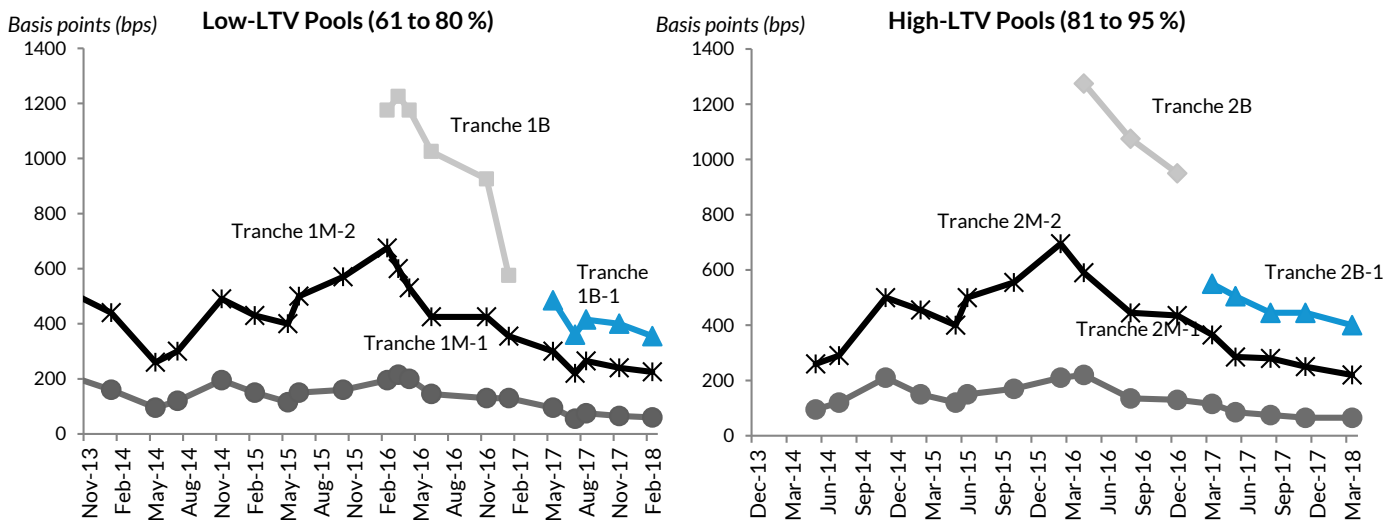 Low-LTV Pools (61 to 80 %)
Basis points (bps)
1400
1200
1000
800
600
400
200
0
Tranche 1B
Tranche 1M-2
Tranche
1B-1
Tranche 1M-1
Nov-13
Feb-14
May-14
Aug-14
Nov-14
Feb-15
May-15
Aug-15
Nov-15
Feb-16
May-16
Aug-16
Nov-16
Feb-17
May-17
Aug-17
Nov-17
Feb-18
High-LTV Pools (81 to 95 %)
Basis points (bps)
1400
1200
1000
800
600
400
200
0
Tranche 2B
Tranche 2M-2
Tranche 2B-1
Tranche 2M-1
Dec-13
Mar-14
Jun-14
Sep-14
Dec-14
Mar-15
Jun-15
Sep-15
Dec-15
Mar-16
Jun-16
Sep-16
Dec-16
Mar-17
Jun-17
Sep-17
Dec-17
Mar-18